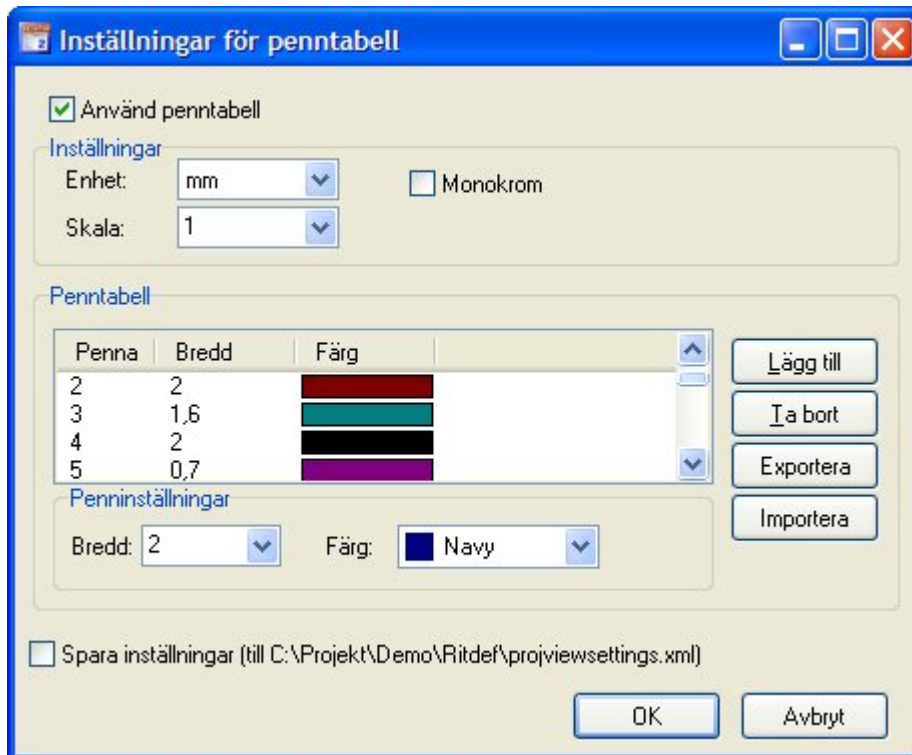 Inställningar för penntabell
Använd penntabell
Inställningar
Enhet: mm Monokrom
Skala: 1
Penntabell
Penna Bredd Färg
2 2
3 1,6
4 2
5 0,7
Lägg till
Ta bort
Exportera
Importera
Penninställningar
Bredd: 2 Färg: Navy
Spara inställningar (till C:\Projekt\Demo\Ritdef\projviewsettings.xml)
OK Avbryt